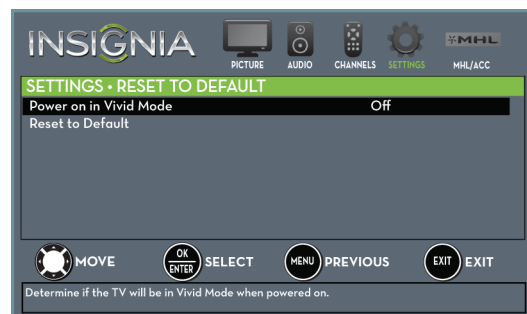 INSIGNIA
PICTURE AUDIO CHANNELS SETTINGS MHL MHL/ACC
SETTINGS • RESET TO DEFAULT
Power on in Vivid Mode Off
Reset to Default
MOVE OK ENTER SELECT MENU PREVIOUS EXIT EXIT
Determine if the TV will be in Vivid Mode when powered on.